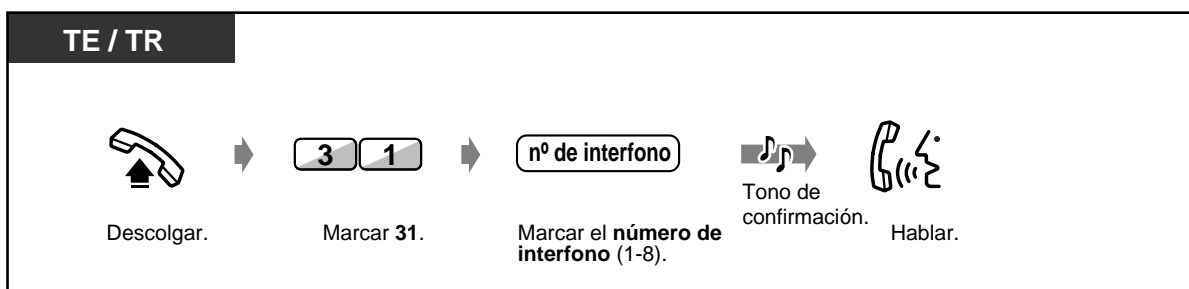 TE / TR
3 1
nº de interfono
Tono de
confirmación.
Descolgar.
Marcar 31.
Marcar el número de
interfono (1-8).
Hablar.